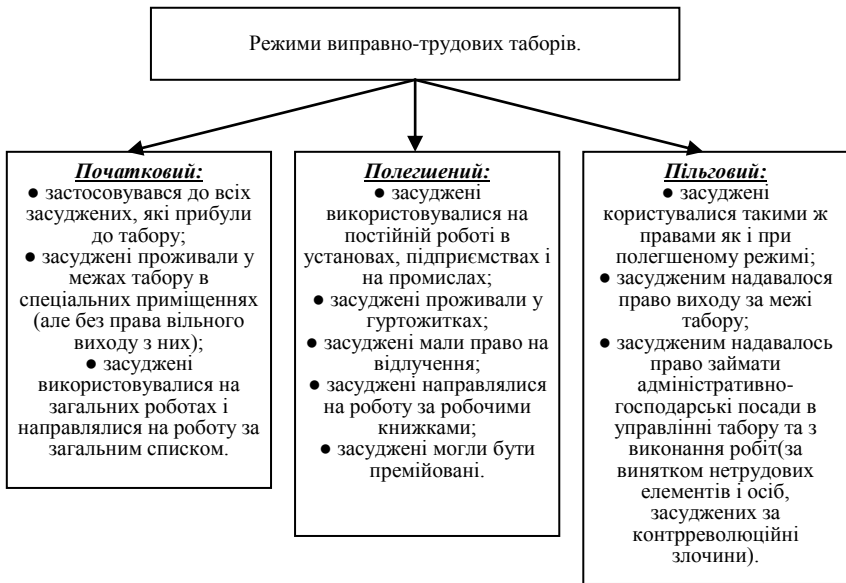 Режими виправно-трудових таборів.
Початковий:
● застосовувався до всіх
засуджених, які прибули
до табору;
● засуджені проживали у
межах табору в
спеціальних приміщеннях
(але без права вільного
виходу з них);
● засуджені
використовувалися на
загальних роботах і
направлялися на роботу за
загальним списком.
Полегшений:
● засуджені
використовувалися на
постійній роботі в
установах, підприємствах і
на промислах;
● засуджені проживали у
гуртожитках;
● засуджені мали право на
відлучення;
● засуджені направлялися
на роботу за робочими
книжками;
● засуджені могли бути
премійовані.
Пільговий:
● засуджені
користувалися такими ж
правами як і при
полегшеному режимі;
● засудженим надавалося
право виходу за межі
табору;
● засудженим надавалось
право займати
адміністративно-
господарські посади в
управлінні табору та з
виконання робіт(за
винятком нетрудових
елементів і осіб,
засуджених за
контрреволюційні
злочини).